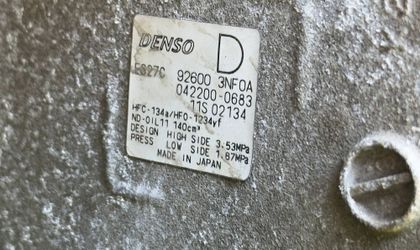 DENSO D
ES27C 92600 3NF0A
042200-0683
11S 02134
HFC-134a/HFO-1234yf
ND-OIL11 140cm³
DESIGN HIGH SIDE 3.53MPa
PRESS LOW SIDE 1.67MPa
MADE IN JAPAN